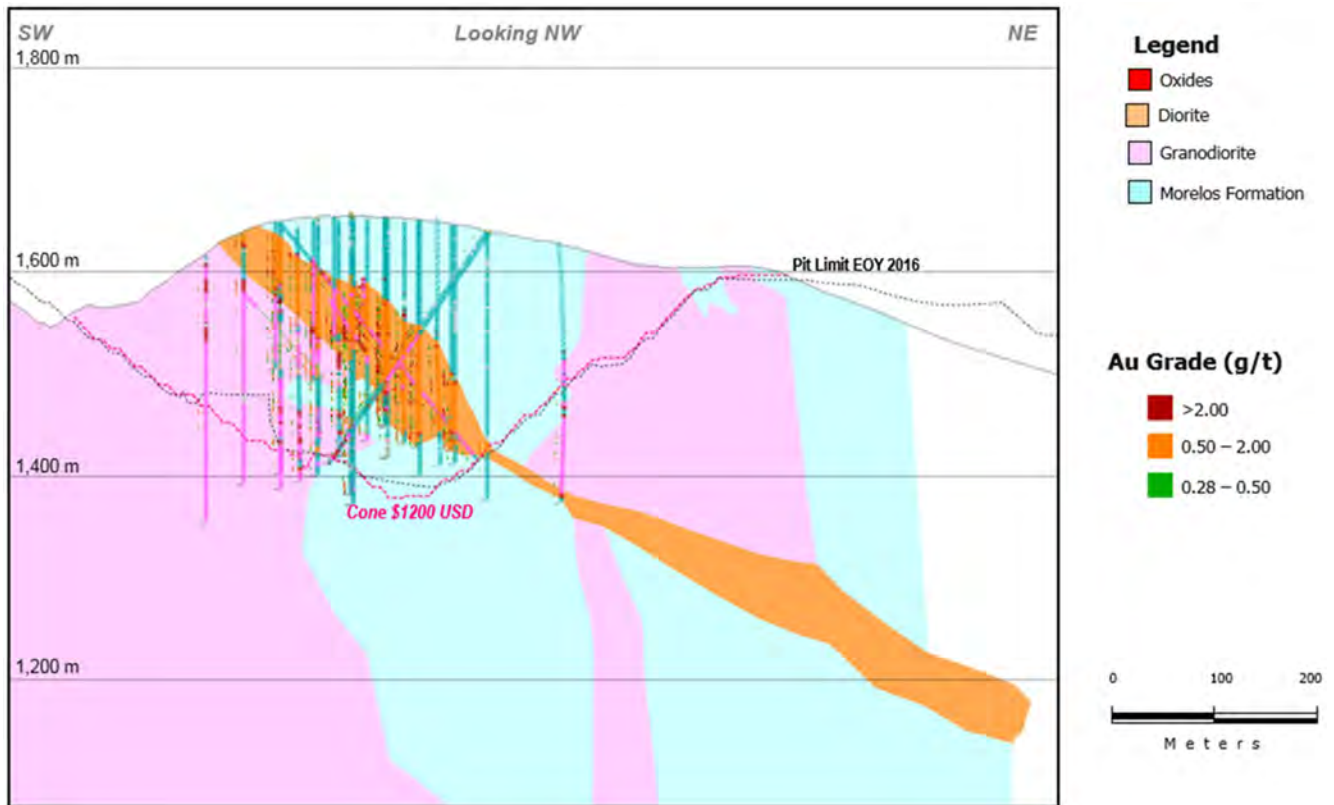 SW
Looking NW
NE
1,800 m
1,600 m
Pit Limit EOY 2016
1,400 m
Cone $1200 USD
1,200 m
Legend
Oxides
Diorite
Granodiorite
Morelos Formation
Au Grade (g/t)
>2.00
0.50 – 2.00
0.28 – 0.50
0 100 200
Meters